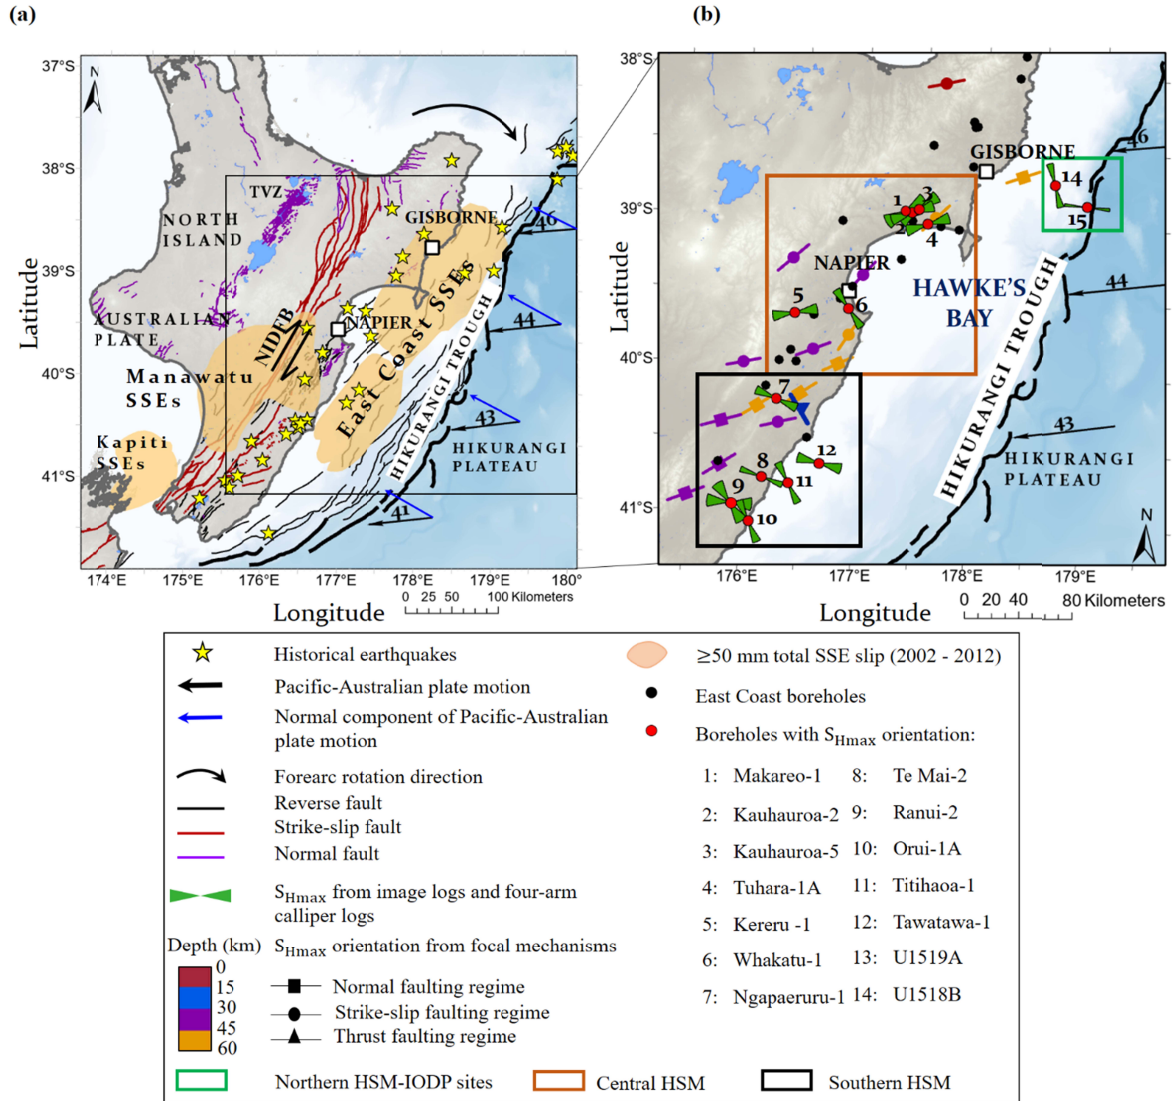 (a)
(b)
37°S
38°S
39°S
40°S
41°S
Latitude
N
TVZ
NORTH
ISLAND
GISBORNE
46
AUSTRALIAN
PLATE
NIDFB
NAPIER
44
East Coast SSEs
HIKURANGI TROUGH
Manawatu
SSEs
Kapiti
SSEs
43
HIKURANGI
PLATEAU
41
174°E
175°E
176°E
177°E
178°E
179°E
180°
Longitude
0 25 50 100 Kilometers
38°S
39°S
40°S
41°S
Latitude
46
GISBORNE
14
15
1
3
2
4
NAPIER
HAWKE'S
BAY
5
6
44
HIKURANGI TROUGH
7
43
HIKURANGI
PLATEAU
12
8
11
9
10
N
176°E
177°E
178°E
179°E
Longitude
0 20 40 80 Kilometers
Historical earthquakes
Pacific-Australian plate motion
Normal component of Pacific-Australian
plate motion
Forearc rotation direction
Reverse fault
Strike-slip fault
Normal fault
SHmax from image logs and four-arm
calliper logs
Depth (km)
0
15
30
45
60
SHmax orientation from focal mechanisms
Normal faulting regime
Strike-slip faulting regime
Thrust faulting regime
≥50 mm total SSE slip (2002 - 2012)
East Coast boreholes
Boreholes with SHmax orientation:
1: Makareo-1 8: Te Mai-2
2: Kauhauroa-2 9: Ranui-2
3: Kauhauroa-5 10: Orui-1A
4: Tuhara-1A 11: Titihaoa-1
5: Kereru -1 12: Tawatawa-1
6: Whakatu-1 13: U1519A
7: Ngapaeruru-1 14: U1518B
Northern HSM-IODP sites
Central HSM
Southern HSM